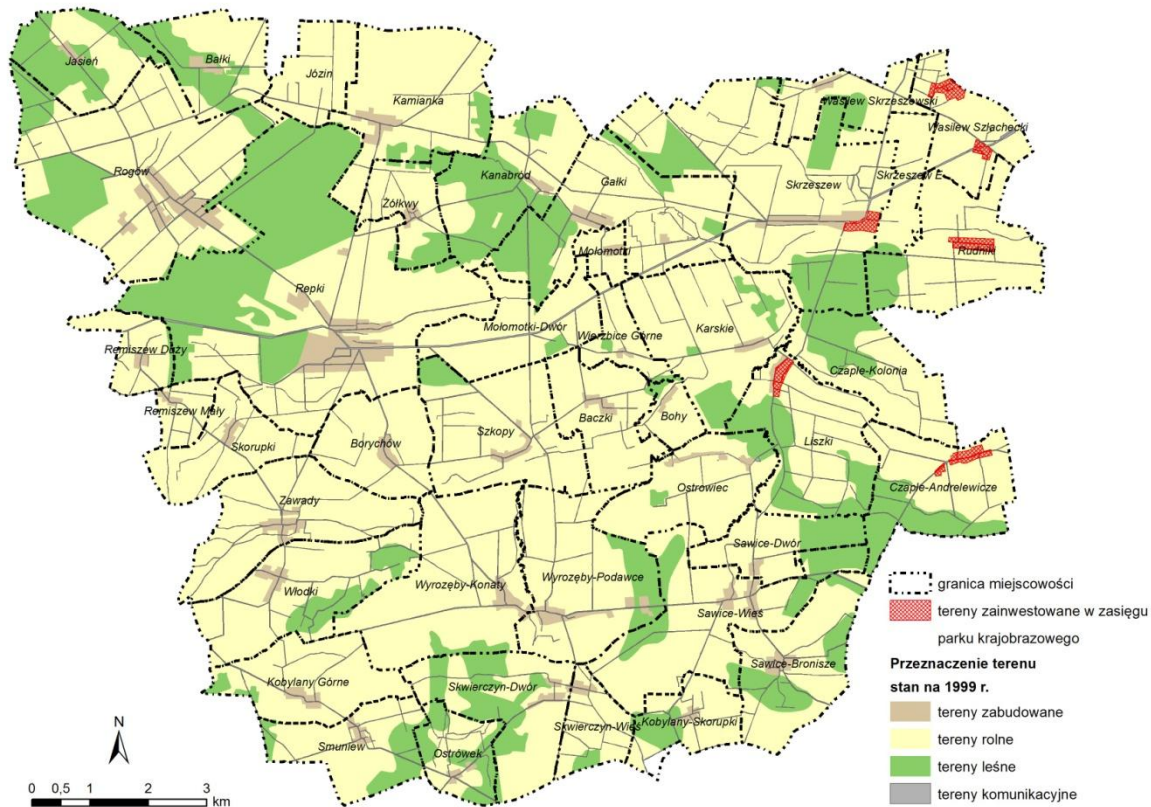 Jasień
Bałki
Józin
Kamianka
Wasilew Skrzeszewski
Wasilew Szlachecki
Rogów
Kanabród
Gałki
Skrzeszew
Skrzeszew E
Żółkwy
Mołomotki
Rudnik
Repki
Mołomotki-Dwór
Wierzbice Górne
Karskie
Remiszew Duży
Czaple-Kolonia
Remiszew Mały
Skorupki
Borychów
Szkopy
Baczki
Bohy
Liszki
Zawady
Ostrowiec
Czaple-Andrelewicze
Sawice-Dwór
Włodki
Wyrozęby-Konaty
Wyrozęby-Podawce
Sawice-Wieś
Sawice-Bronisze
Kobylany Górne
Skwierczyn-Dwór
Skwierczyn-Wieś
Kobylany-Skorupki
Smuniew
Ostrówek
granica miejscowości
tereny zainwestowane w zasięgu
parku krajobrazowego
Przeznaczenie terenu
stan na 1999 r.
tereny zabudowane
tereny rolne
tereny leśne
tereny komunikacyjne
N
0 0,5 1 2 3
km